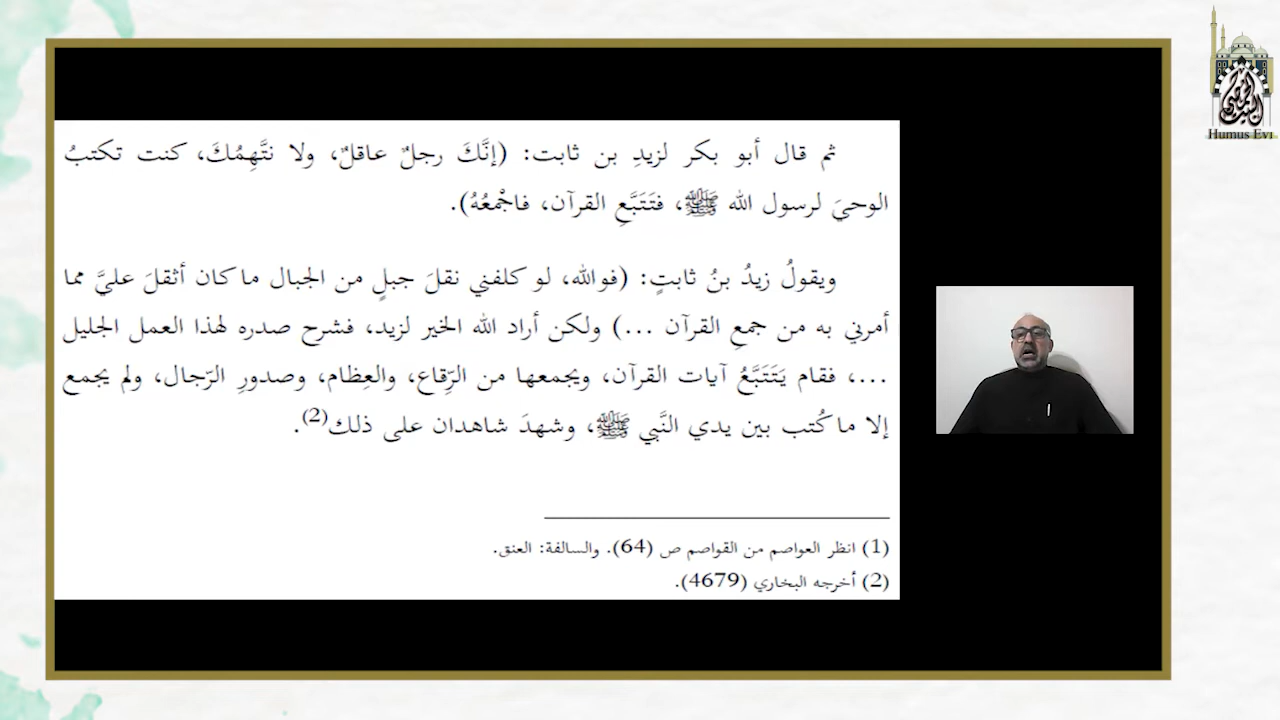 ثم قال أبو بكر لزيدِ بن ثابت: (إنَّكَ رجلٌ عاقلٌ، ولا نتَّهِمُكَ، كنت تكتبُ
الوحيَ لرسول الله ﷺ، فتَتَبَّعِ القرآن، فاجْمعُهُ).
ويقولُ زيدُ بنُ ثابتٍ: (فوالله، لو كلفني نقلَ جبلٍ من الجبال ما كان أثقلَ عليَّ مما
أمرني به من جمعِ القرآن ...) ولكن أراد الله الخير لزيد، فشرح صدره لهذا العمل الجليل
...، فقام يَتَتَبَّعُ آيات القرآن، ويجمعها من الرِّقاع، والعِظام، وصدورِ الرّجال، ولم يجمع
إلا ما كُتب بين يدي النَّبي ﷺ، وشهدَ شاهدان على ذلك(2).
(1) انظر العواصم من القواصم ص (64). والسالفة: العنق.
(2) أخرجه البخاري (4679).
Humus Evi